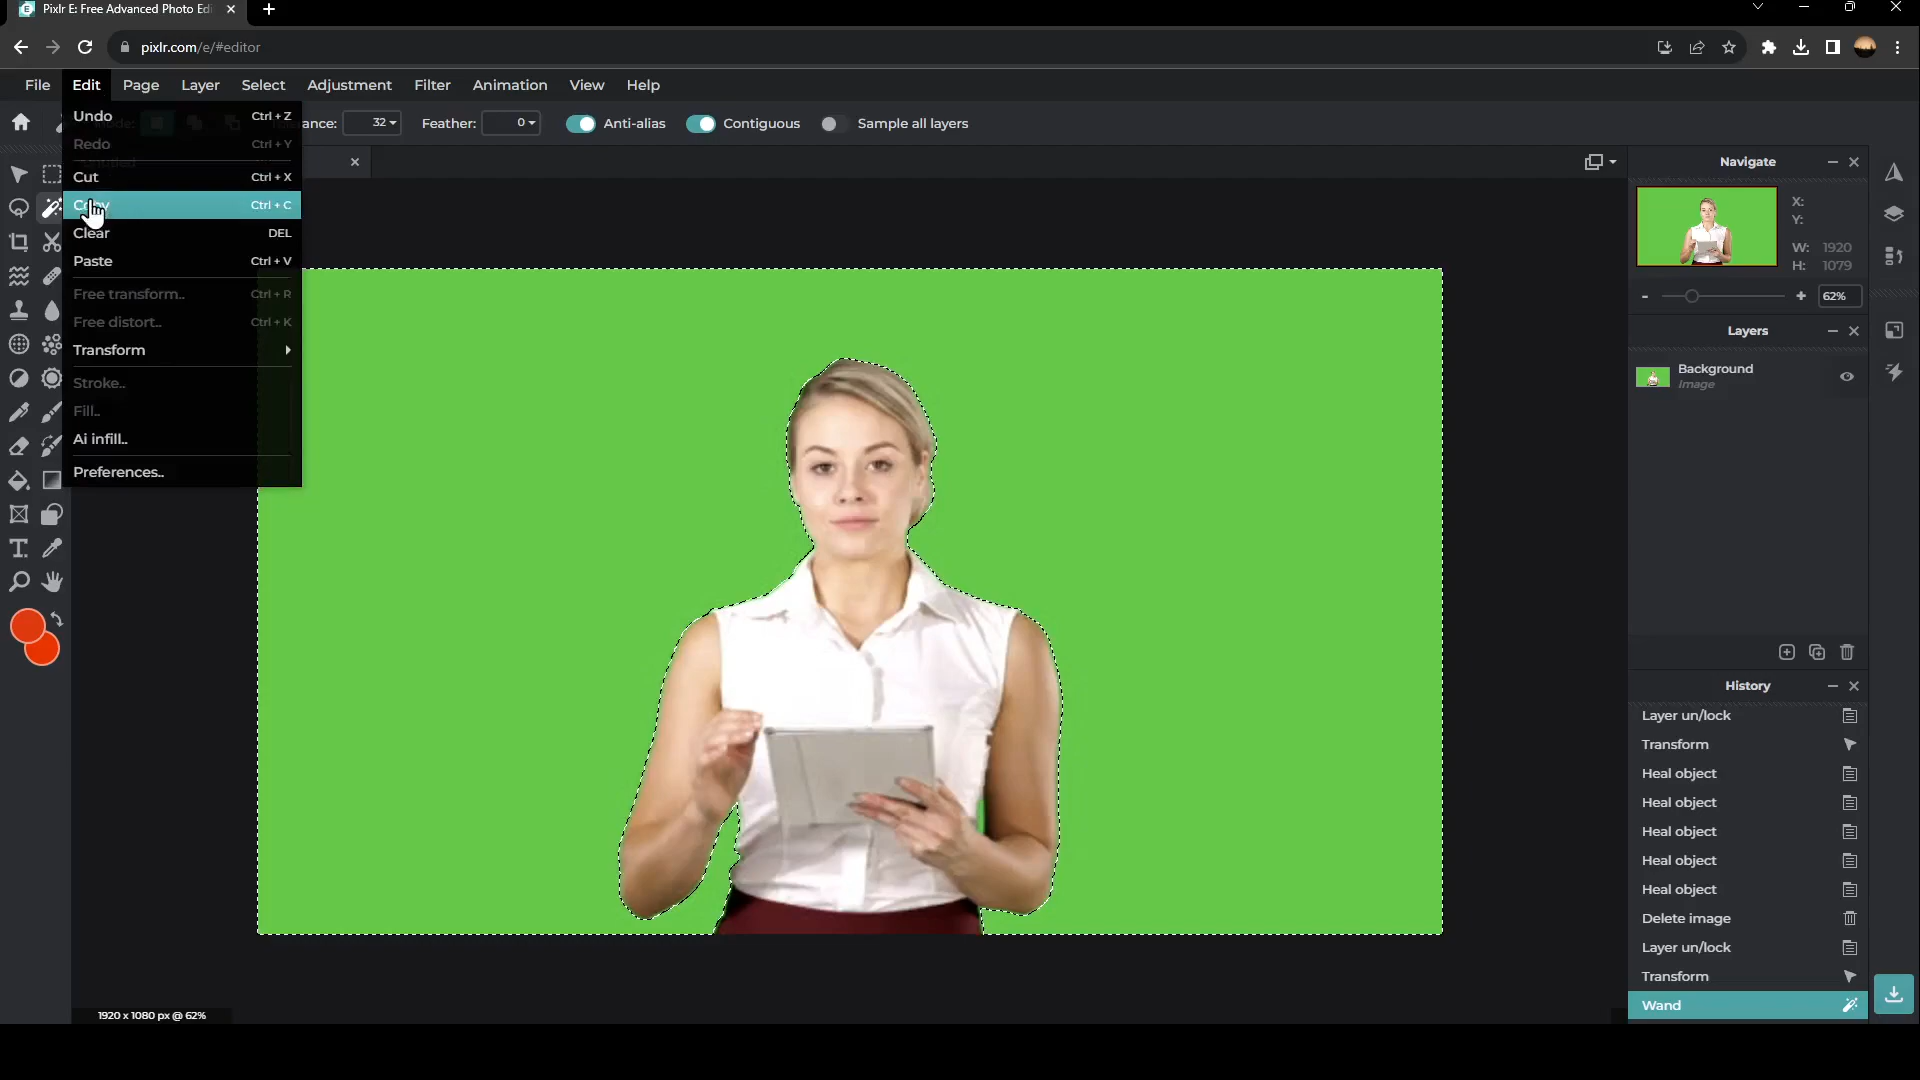 Pixlr E: Free Advanced Photo Edi
pixlr.com/e/#editor
File Edit Page Layer Select Adjustment Filter Animation View Help
32
Feather: 0
Anti-alias
Contiguous
Sample all layers
Undo Ctrl + Z
Redo Ctrl + Y
Cut Ctrl + X
Copy Ctrl + C
Clear DEL
Paste Ctrl + V
Free transform.. Ctrl + R
Free distort.. Ctrl + K
Transform
Stroke..
Fill..
Ai infill..
Preferences..
Navigate
X:
Y:
W: 1920
H: 1079
62%
Layers
Background
Image
History
Layer un/lock
Transform
Heal object
Heal object
Heal object
Heal object
Heal object
Delete image
Layer un/lock
Transform
Wand
1920 x 1080 px @ 62%